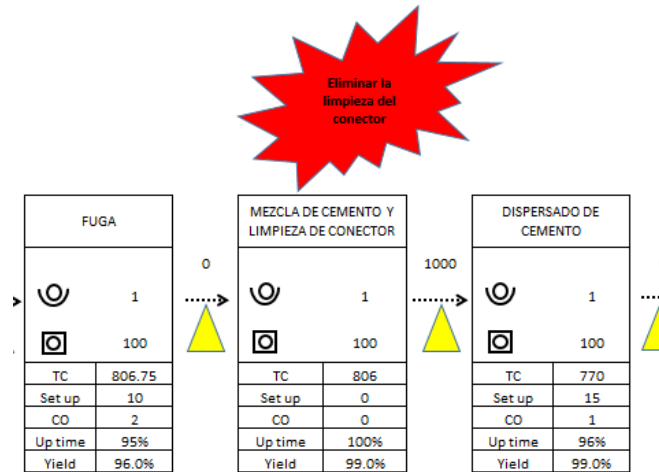 Eliminar la
limpieza del
conector
FUGA
1
100
TC 806.75
Set up 10
CO 2
Up time 95%
Yield 96.0%
0
MEZCLA DE CEMENTO Y
LIMPIEZA DE CONECTOR
1
100
TC 806
Set up 0
CO 0
Up time 100%
Yield 99.0%
1000
DISPERSADO DE
CEMENTO
1
100
TC 770
Set up 15
CO 1
Up time 96%
Yield 99.0%